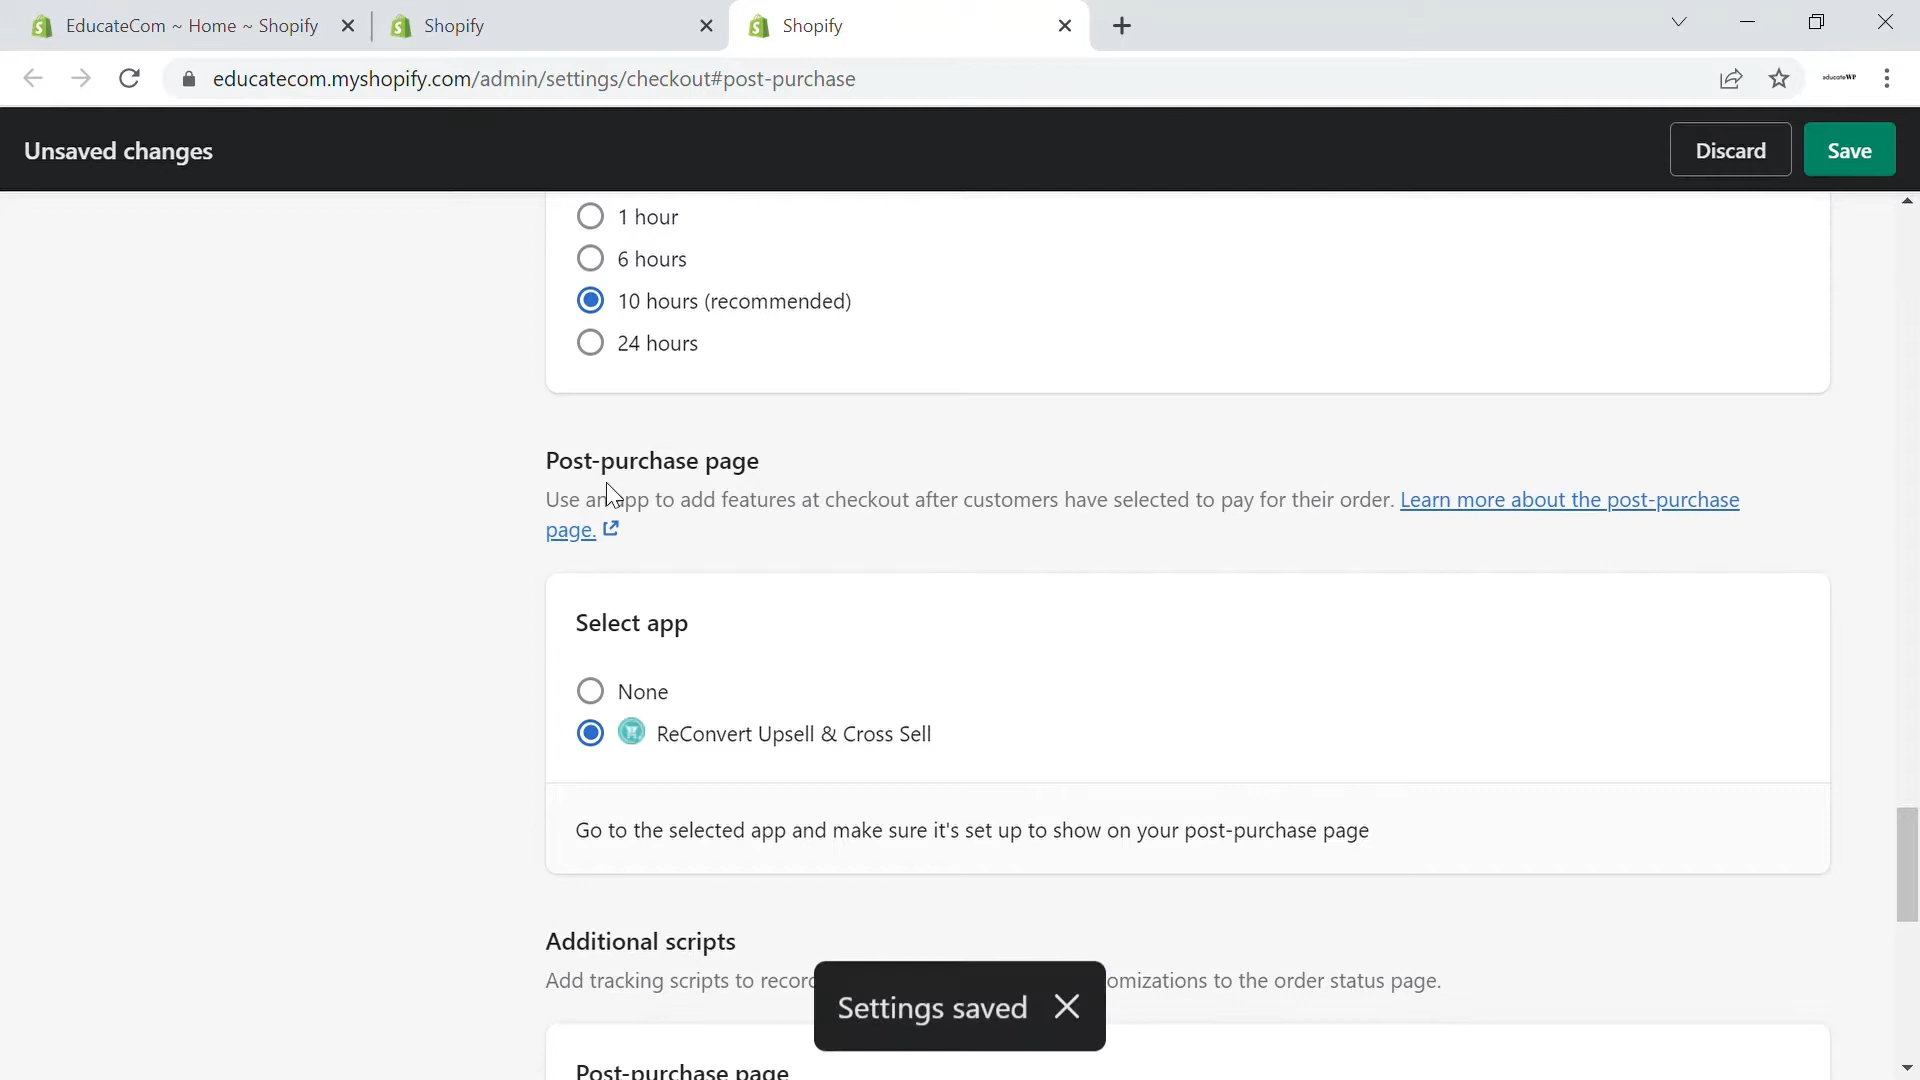 EducateCom ~ Home ~ Shopify
Shopify
Shopify
educatecom.myshopify.com/admin/settings/checkout#post-purchase
educateWP
Unsaved changes
Discard
Save
1 hour
6 hours
10 hours (recommended)
24 hours
Post-purchase page
Use an app to add features at checkout after customers have selected to pay for their order. Learn more about the post-purchase
page.
Select app
None
ReConvert Upsell & Cross Sell
Go to the selected app and make sure it's set up to show on your post-purchase page
Additional scripts
Add tracking scripts to record omizations to the order status page.
Settings saved
Post-purchase page